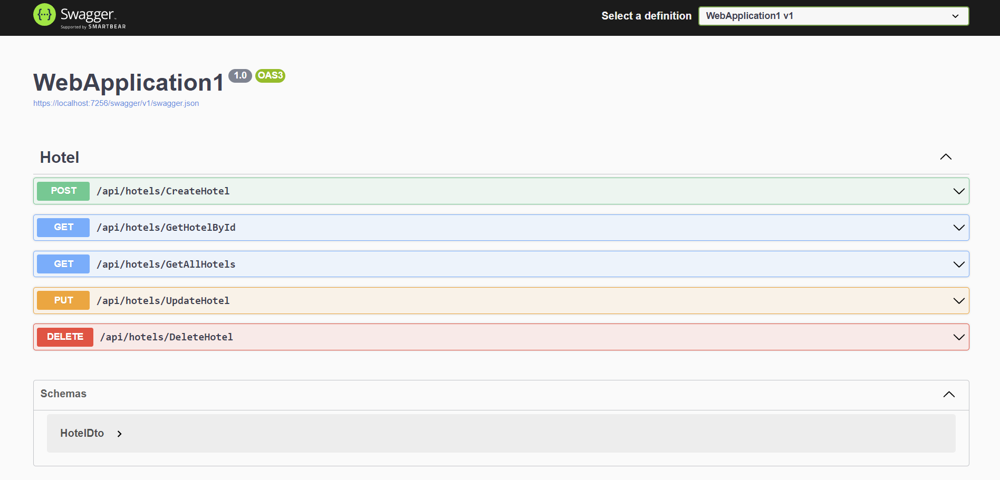 Swagger
Supported by SMARTBEAR
Select a definition
WebApplication1 v1
WebApplication1 1.0 OAS3
https://localhost:7256/swagger/v1/swagger.json
Hotel
POST /api/hotels/CreateHotel
GET /api/hotels/GetHotelById
GET /api/hotels/GetAllHotels
PUT /api/hotels/UpdateHotel
DELETE /api/hotels/DeleteHotel
Schemas
HotelDto